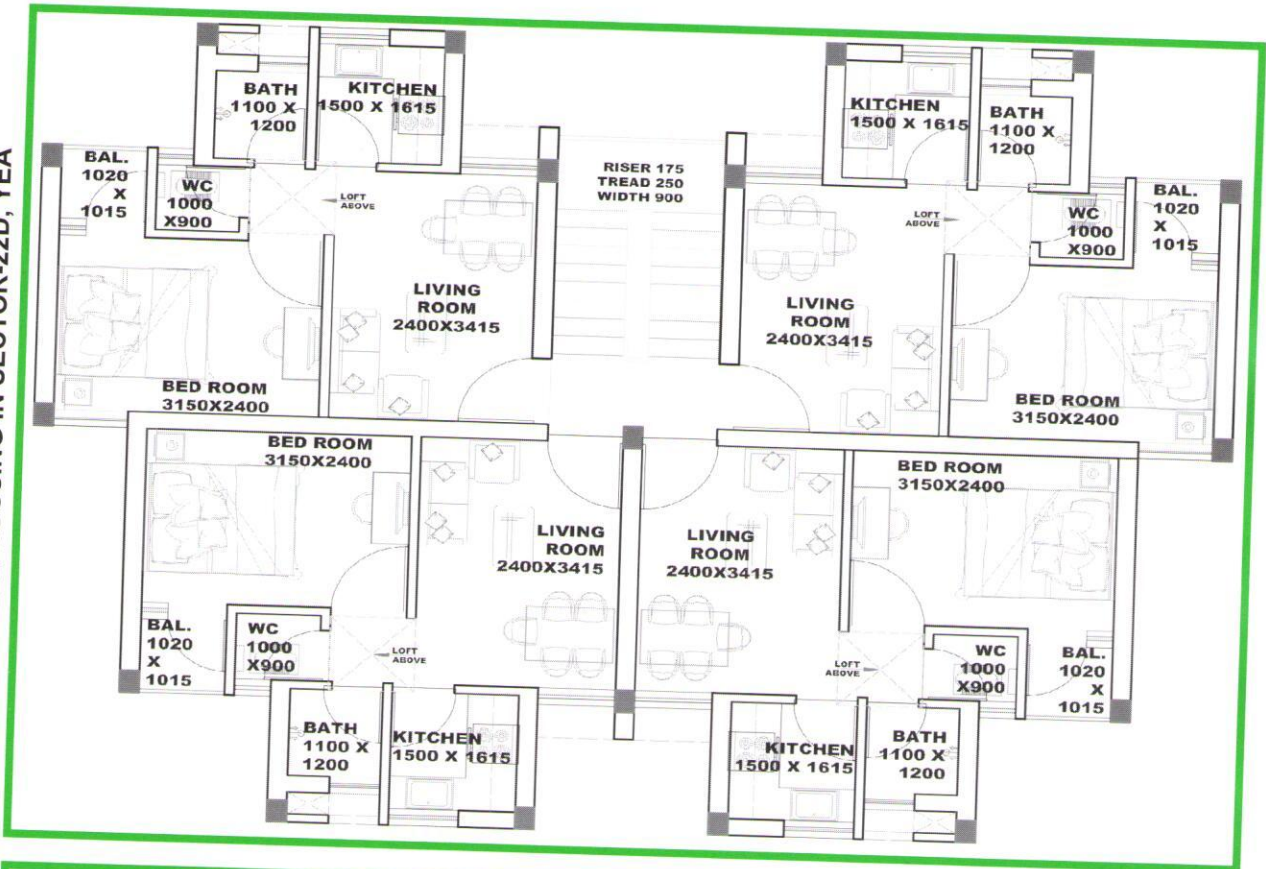 BATH
1100 X
1200
KITCHEN
1500 X 1615
KITCHEN
1500 X 1615
BATH
1100 X
1200
BAL.
1020
X
1015
WC
1000
X900
LOFT
ABOVE
RISER 175
TREAD 250
WIDTH 900
LOFT
ABOVE
WC
1000
X900
BAL.
1020
X
1015
LIVING
ROOM
2400X3415
LIVING
ROOM
2400X3415
BED ROOM
3150X2400
BED ROOM
3150X2400
BED ROOM
3150X2400
BED ROOM
3150X2400
LIVING
ROOM
2400X3415
LIVING
ROOM
2400X3415
BAL.
1020
X
1015
WC
1000
X900
LOFT
ABOVE
LOFT
ABOVE
WC
1000
X900
BAL.
1020
X
1015
BATH
1100 X
1200
KITCHEN
1500 X 1615
KITCHEN
1500 X 1615
BATH
1100 X
1200
IN SECTOR-22D, YEA